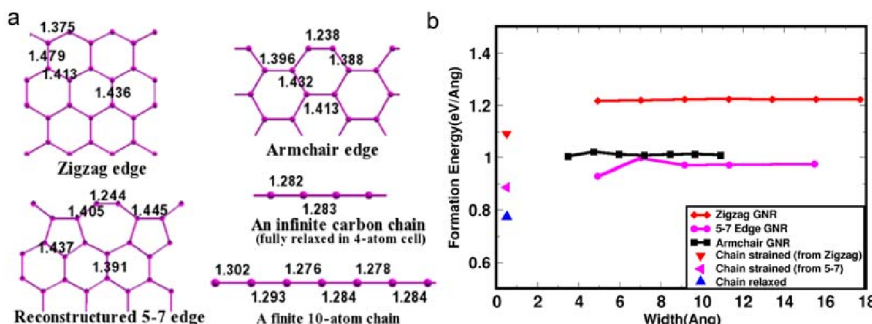 a
1.375
1.479
1.413
1.436
Zigzag edge
1.238
1.396
1.388
1.432
1.413
Armchair edge
1.244
1.405
1.445
1.437
1.391
Reconstructured 5-7 edge
1.282
1.283
An infinite carbon chain
(fully relaxed in 4-atom cell)
1.302 1.276 1.278
1.293 1.284 1.284
A finite 10-atom chain
b
Formation Energy(eV/Ang)
1.4
1.2
1
0.8
0.6
Zigzag GNR
5-7 Edge GNR
Armchair GNR
Chain strained (from Zigzag)
Chain strained (from 5-7)
Chain relaxed
0 2 4 6 8 10 12 14 16 18
Width(Ang)